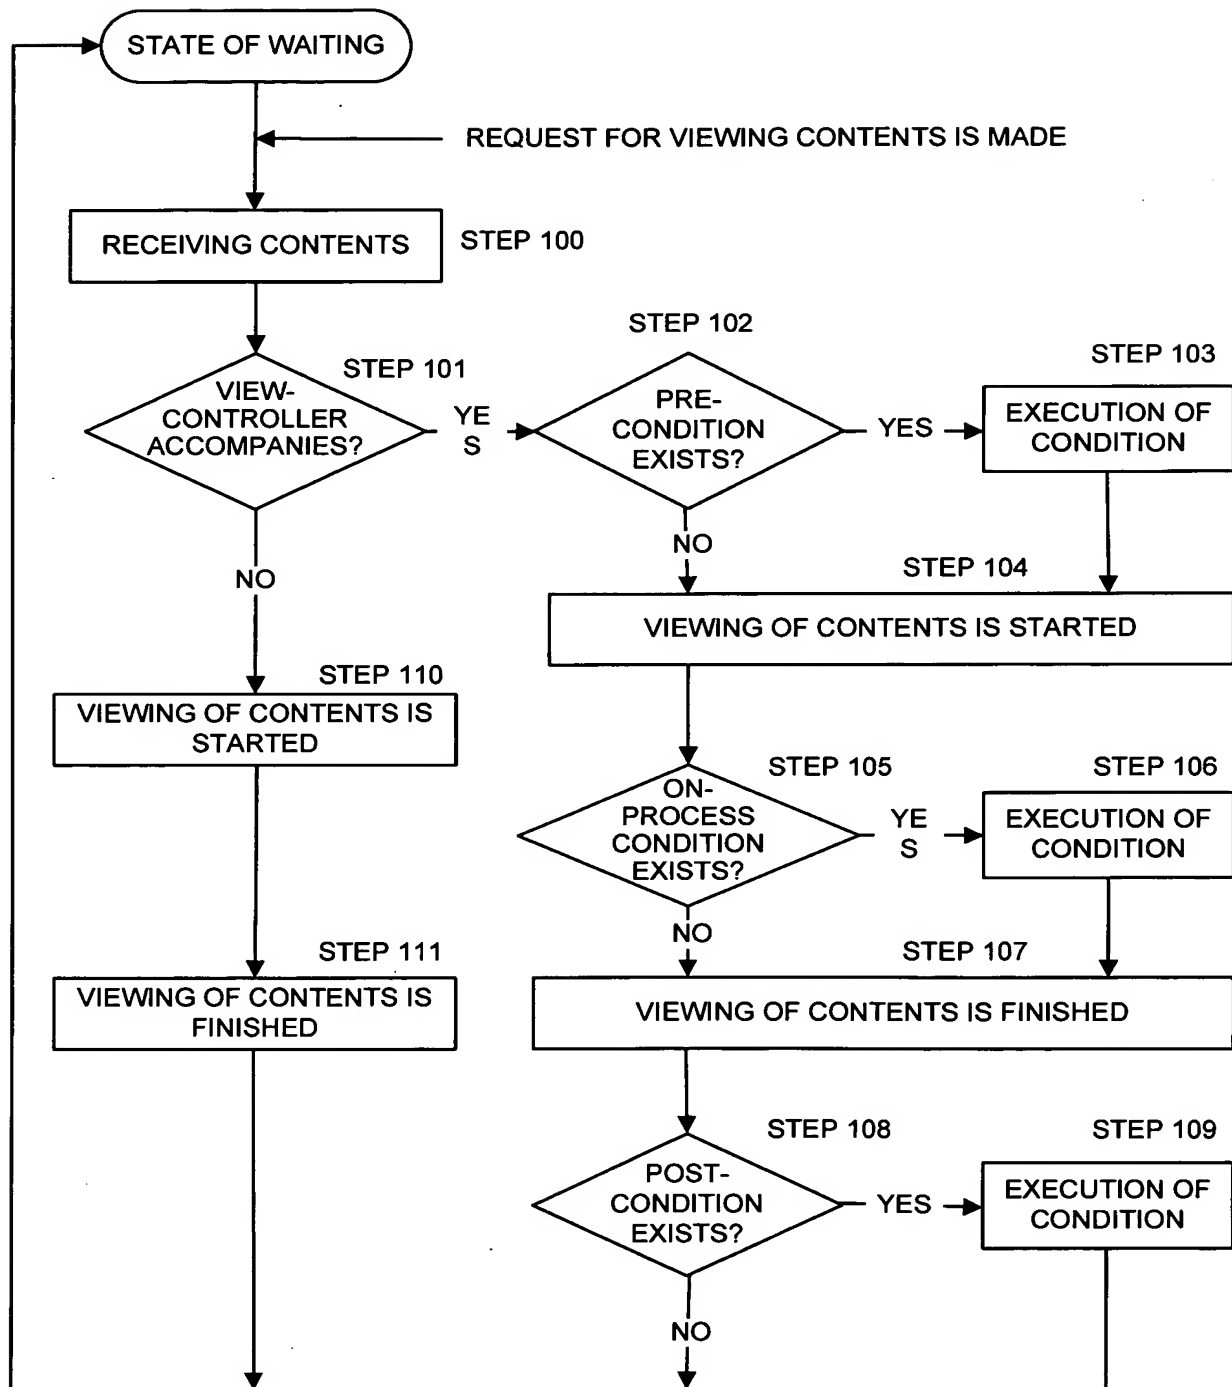 STATE OF WAITING
REQUEST FOR VIEWING CONTENTS IS MADE
RECEIVING CONTENTS
STEP 100
STEP 101
VIEW-
CONTROLLER
ACCOMPANIES?
YE
S
STEP 102
PRE-
CONDITION
EXISTS?
YES
STEP 103
EXECUTION OF
CONDITION
NO
NO
STEP 104
VIEWING OF CONTENTS IS STARTED
STEP 110
VIEWING OF CONTENTS IS
STARTED
STEP 105
ON-
PROCESS
CONDITION
EXISTS?
YE
S
STEP 106
EXECUTION OF
CONDITION
NO
STEP 107
VIEWING OF CONTENTS IS FINISHED
STEP 111
VIEWING OF CONTENTS IS
FINISHED
STEP 108
POST-
CONDITION
EXISTS?
YES
STEP 109
EXECUTION OF
CONDITION
NO